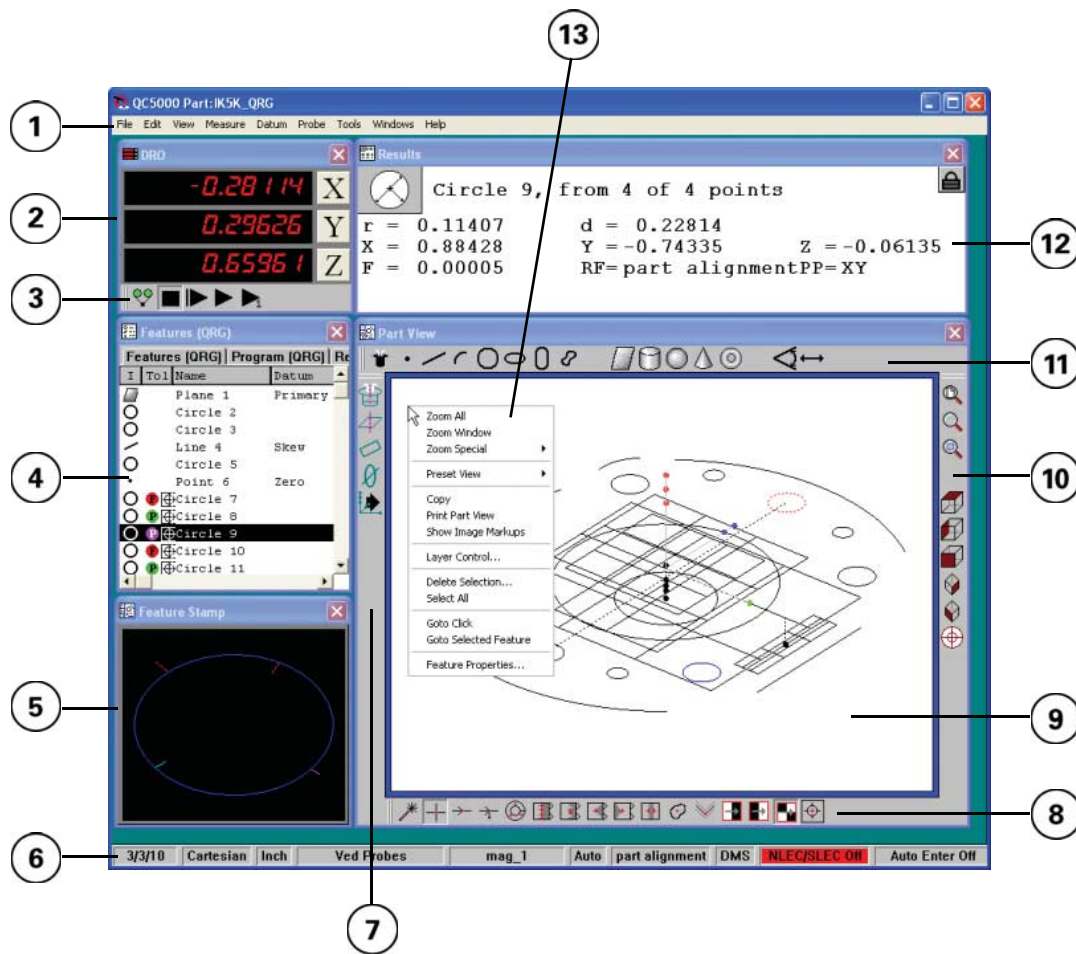 13
QC5000 Part:IK5K_QRG
1
File Edit View Measure Datum Probe Tools Windows Help
DRO
2
-0.28114 X
0.29626 Y
0.65961 Z
3
1
Results
Circle 9, from 4 of 4 points
r = 0.11407 d = 0.22814
X = 0.88428 Y =-0.74335 Z =-0.06135
F = 0.00005 RF=part alignmentPP=XY
12
Features (QRG)
Features (QRG) Program (QRG) Re
I Tol Name Datum
Plane 1 Primary
Circle 2
Circle 3
Line 4 Skew
Circle 5
Point 6 Zero
P Circle 7
P Circle 8
P Circle 9
P Circle 10
P Circle 11
4
Part View
11
Zoom All
Zoom Window
Zoom Special
Preset View
Copy
Print Part View
Show Image Markups
Layer Control...
Delete Selection...
Select All
Goto Click
Goto Selected Feature
Feature Properties...
10
Feature Stamp
5
9
8
6
3/3/10 Cartesian Inch Ved Probes mag_1 Auto part alignment DMS NLEC/SLEC Off Auto Enter Off
7